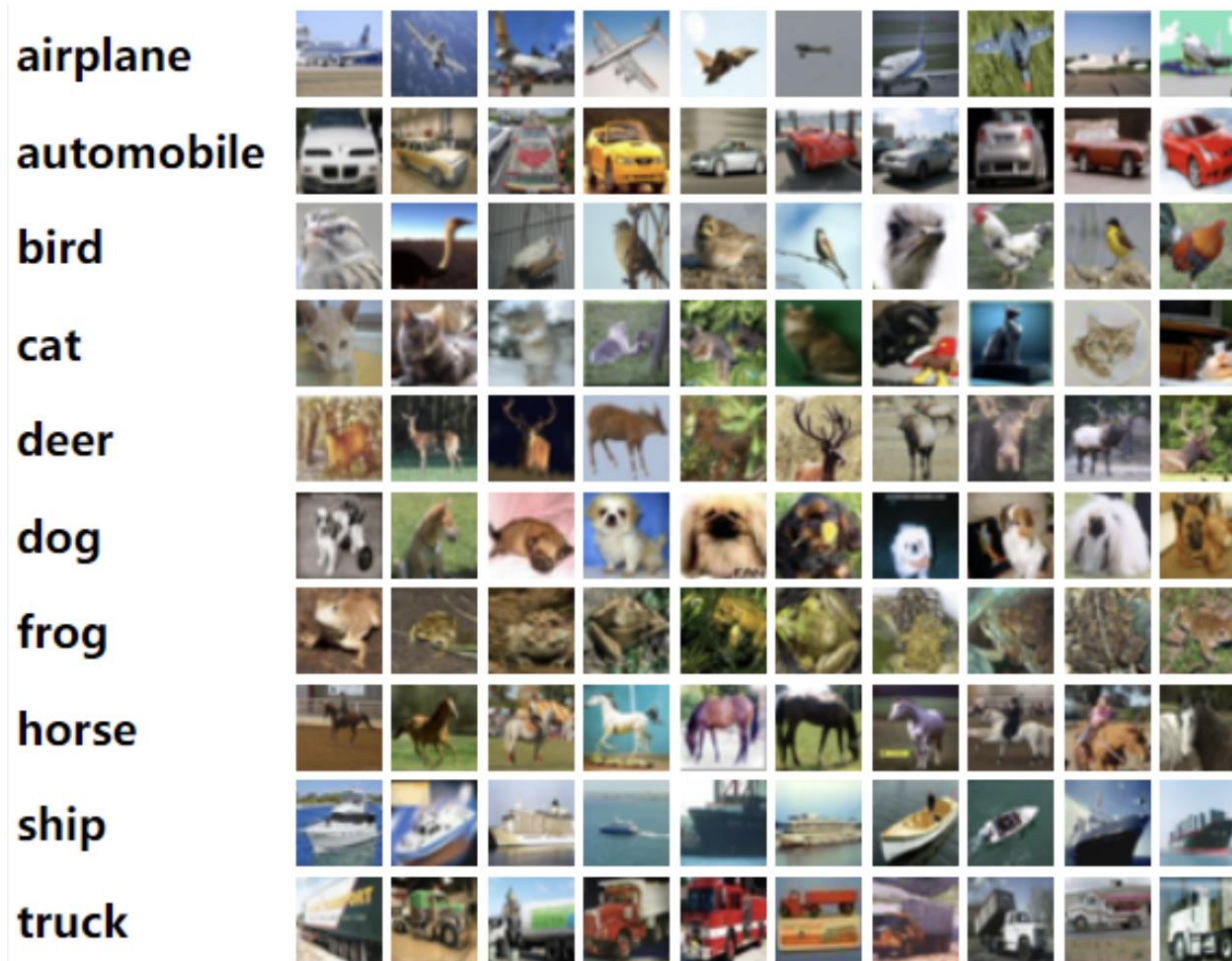 airplane
automobile
bird
cat
deer
dog
frog
horse
ship
truck